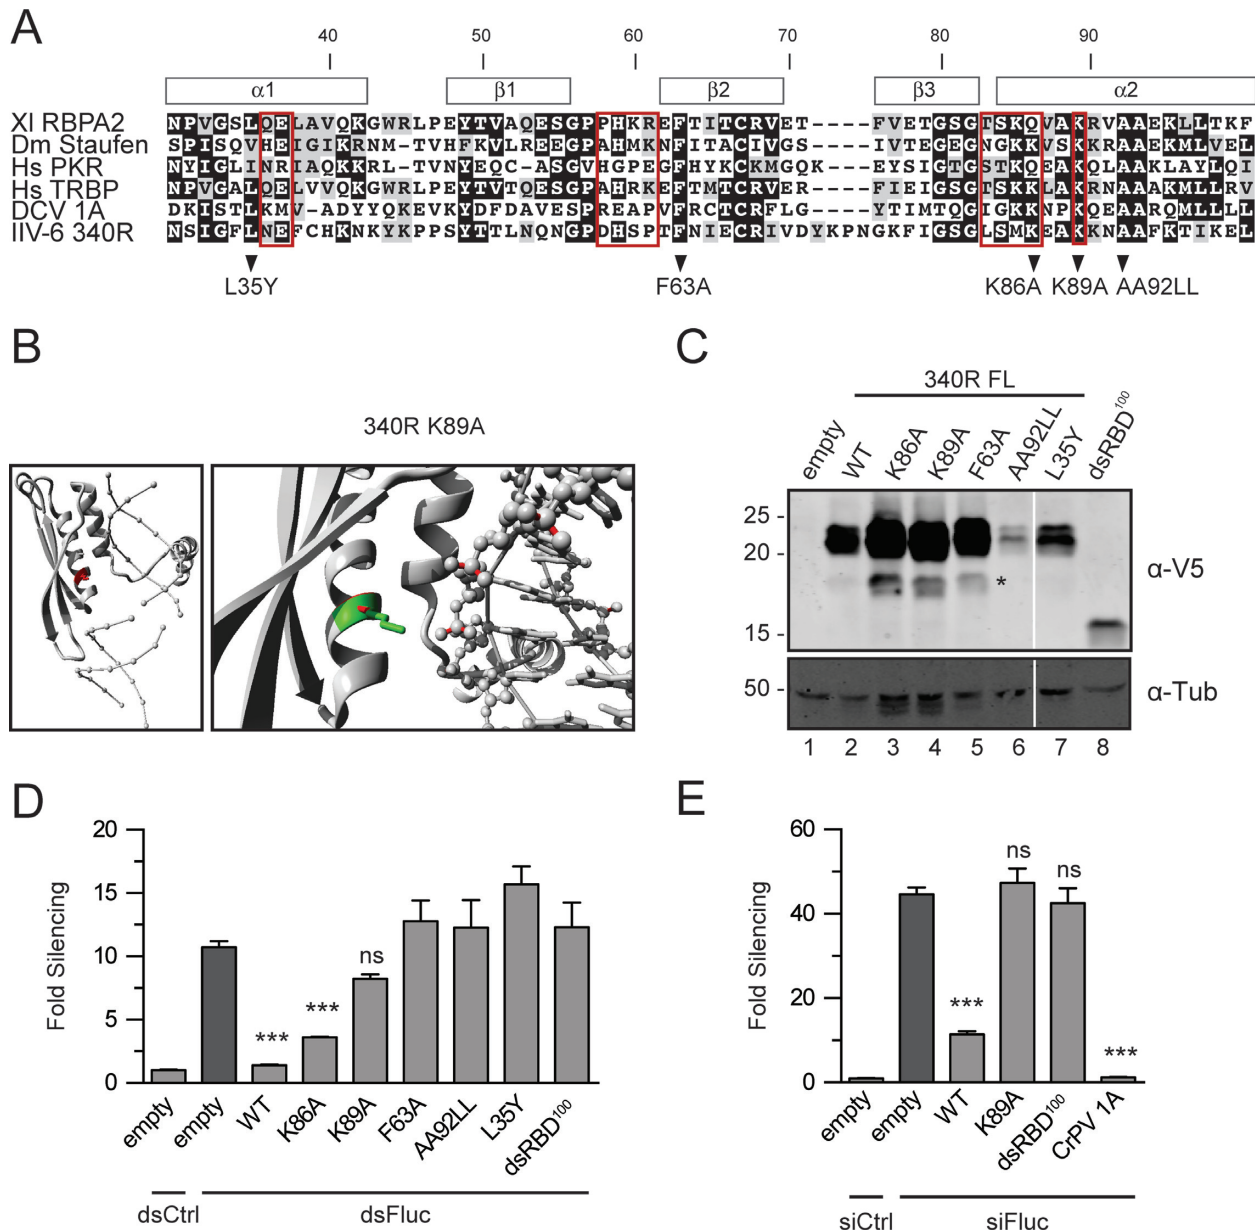 A
40 50 60 70 80 90
α1 β1 β2 β3 α2
Xl RBPA2 NPVGSLQELAVQKGWRLPEYTVAQESGPPHKREFTITCRVET----FVETGSGTSKQVAKRVAAEKLLTKF
Dm Staufen SPISQVHEIGIKRNM-TVHFKVLREEGPAHMKNFITACIVGS----IVTEGEGNGKKVSKKRAAEKMLVEL
Hs PKR NYIGLINRIAQKKRL-TVNYEQC-ASGVHGPEGFHYKCKMGQK---EYSIGTGSTKQEAKQLAAKLAYLQI
Hs TRBP NPVGALQELVVQKGWRLPEYTVTQESGPAHRKEFTMTCRVER----FIEIGSGTSKKLAKRNAAAKMLLRV
DCV 1A DKISTLKMV-ADYYQKEVKYDFDAVESPREAPVFRCTCRFLG----YTIMTQGIGKKNPKQEAARQMLLLL
IIV-6 340R NSIGFLNEFCHKNKYKPPSYTTLNQNGPDHSPTFNIECRIVDYKPNGKFIGSGLSMKEAKKNAAFKTIKEL
L35Y F63A K86A K89A AA92LL
B
340R K89A
C
340R FL
empty WT K86A K89A F63A AA92LL L35Y dsRBD100
25
20
15
*
α-V5
50
α-Tub
1 2 3 4 5 6 7 8
D
Fold Silencing
20
15
10
5
0
*** *** ns
empty empty WT K86A K89A F63A AA92LL L35Y dsRBD100
dsCtrl dsFluc
E
Fold Silencing
60
40
20
0
*** ns ns ***
empty empty WT K89A dsRBD100 CrPV 1A
siCtrl siFluc